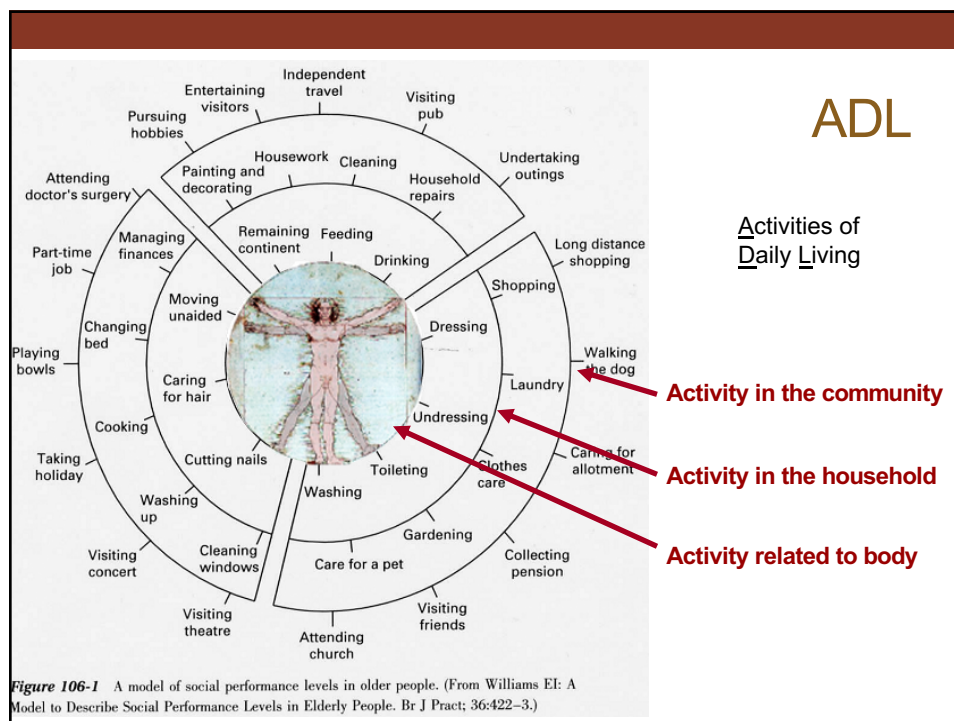 ADL
Activities of
Daily Living
Independent
travel
Entertaining
visitors
Visiting
pub
Pursuing
hobbies
Undertaking
outings
Housework
Cleaning
Painting and
decorating
Household
repairs
Remaining
continent
Feeding
Drinking
Attending
doctor's surgery
Part-time
job
Playing
bowls
Taking
holiday
Visiting
concert
Visiting
theatre
Managing
finances
Changing
bed
Cooking
Washing
up
Cleaning
windows
Moving
unaided
Caring
for hair
Cutting nails
Long distance
shopping
Walking
the dog
Caring for
allotment
Collecting
pension
Visiting
friends
Attending
church
Shopping
Laundry
Clothes
care
Gardening
Care for a pet
Dressing
Undressing
Toileting
Washing
Activity in the community
Activity in the household
Activity related to body
Figure 106-1 A model of social performance levels in older people. (From Williams EI: A
Model to Describe Social Performance Levels in Elderly People. Br J Pract; 36:422–3.)